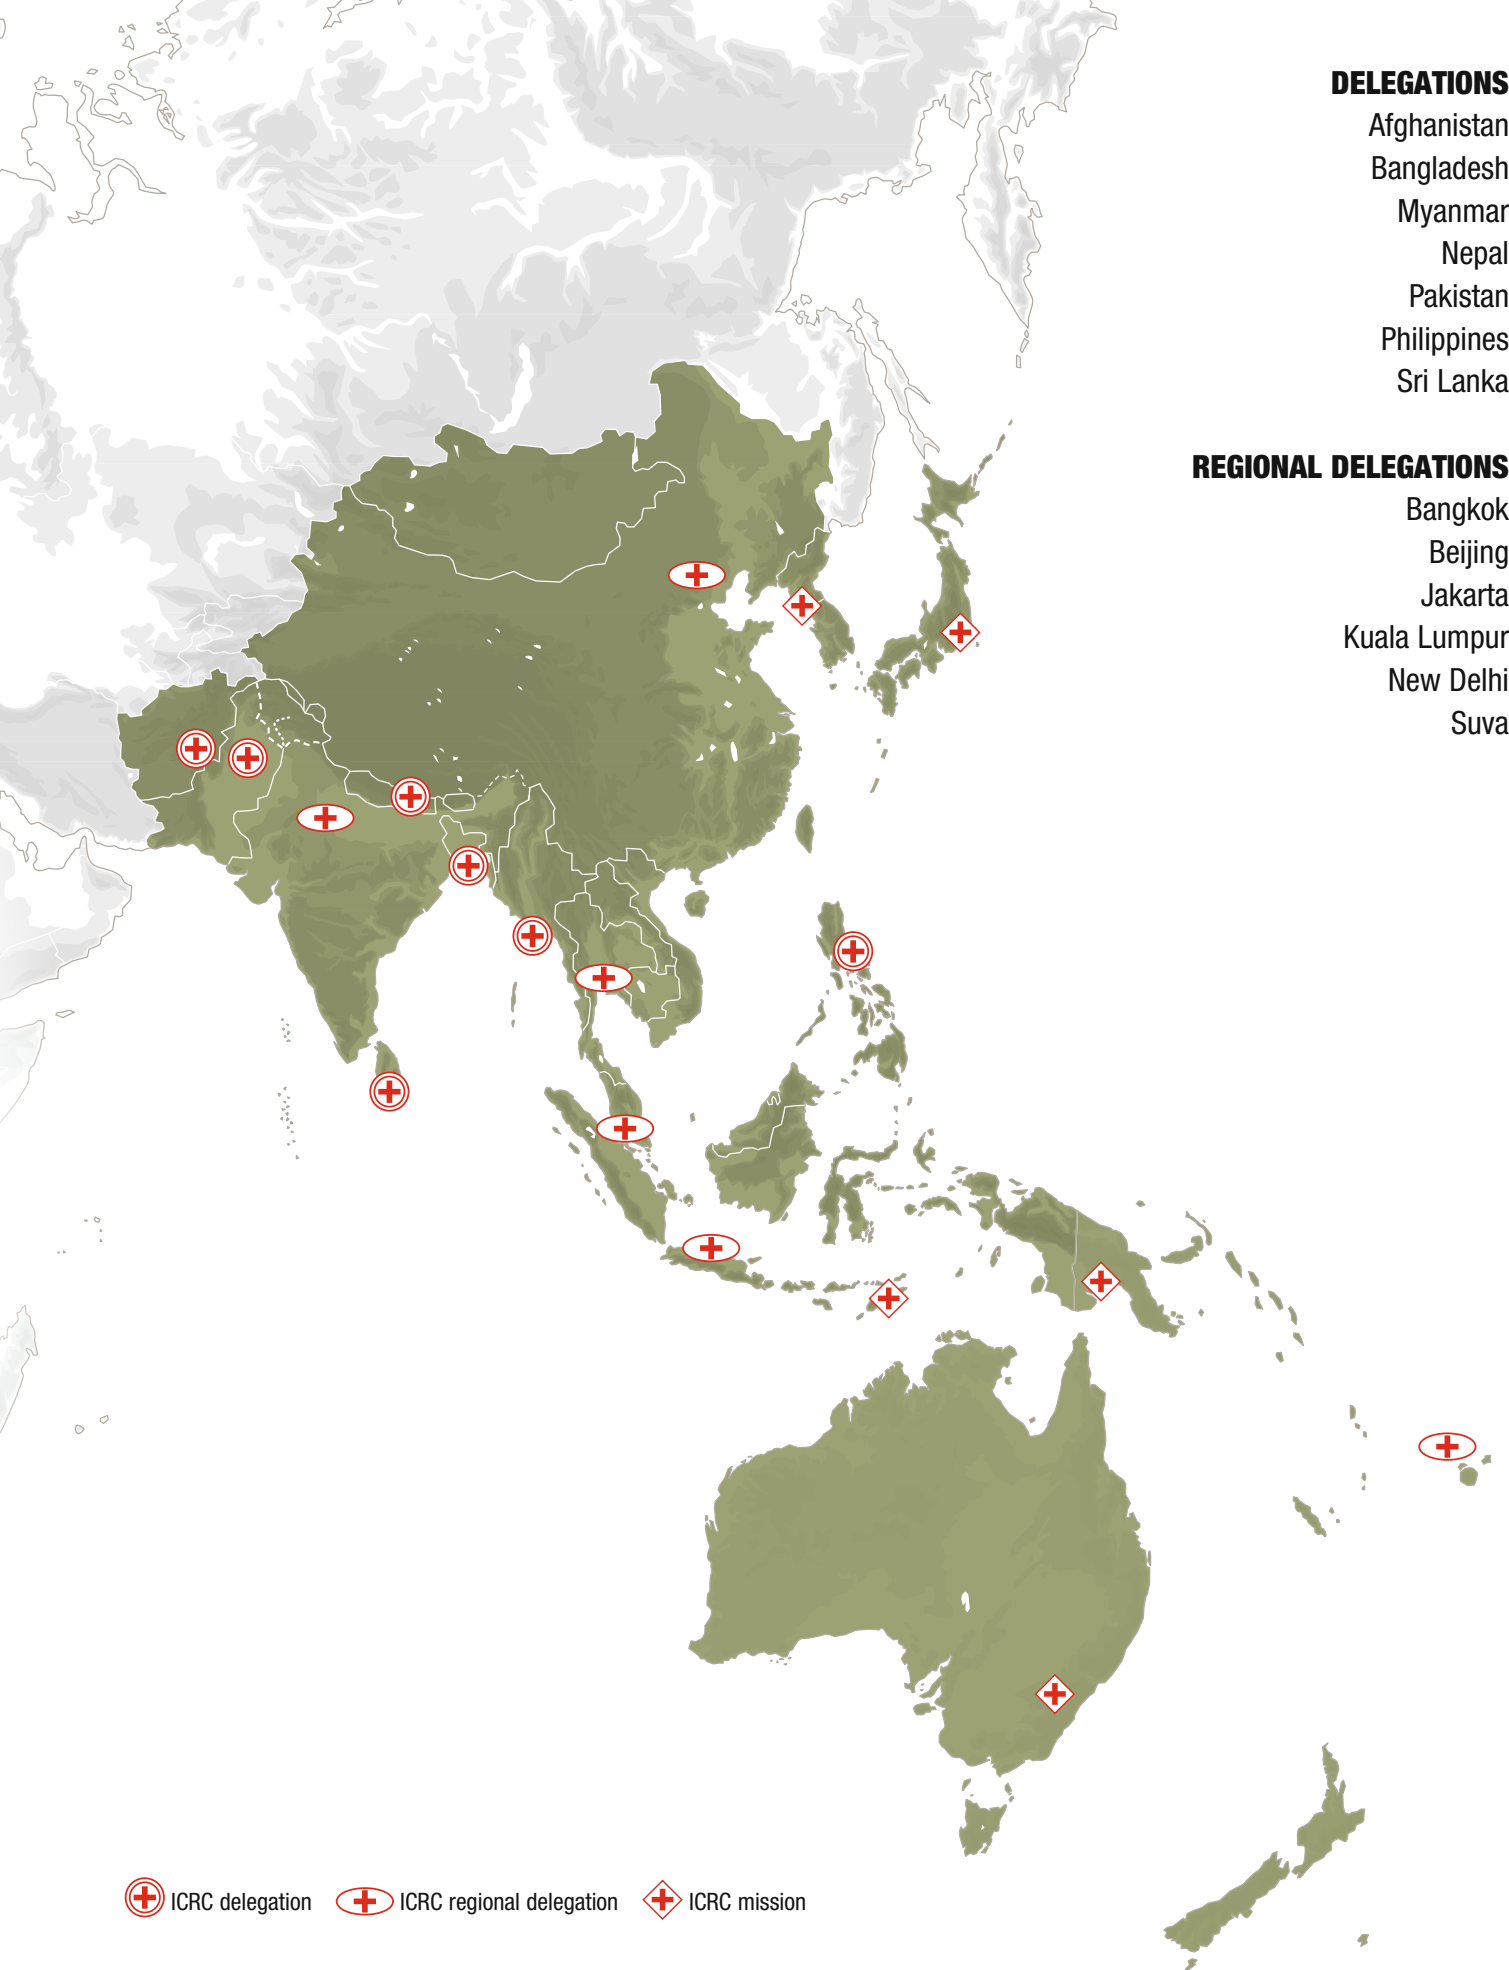 DELEGATIONS
Afghanistan
Bangladesh
Myanmar
Nepal
Pakistan
Philippines
Sri Lanka
REGIONAL DELEGATIONS
Bangkok
Beijing
Jakarta
Kuala Lumpur
New Delhi
Suva
ICRC delegation ICRC regional delegation ICRC mission